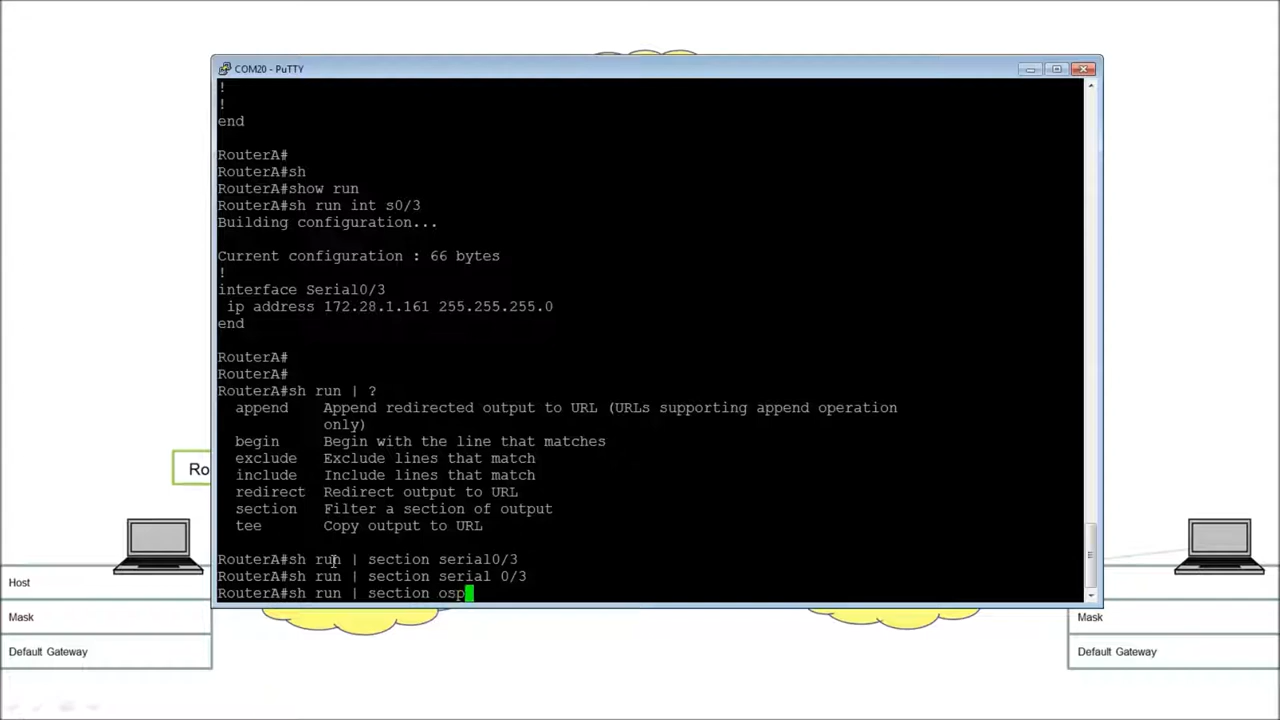 COM20 - PuTTY
!
!
end
RouterA#
RouterA#sh
RouterA#show run
RouterA#sh run int s0/3
Building configuration...
Current configuration : 66 bytes
!
interface Serial0/3
 ip address 172.28.1.161 255.255.255.0
end
RouterA#
RouterA#
RouterA#sh run | ?
  append    Append redirected output to URL (URLs supporting append operation
            only)
  begin     Begin with the line that matches
  exclude   Exclude lines that match
  include   Include lines that match
  redirect  Redirect output to URL
  section   Filter a section of output
  tee       Copy output to URL
RouterA#sh run | section serial0/3
RouterA#sh run | section serial 0/3
RouterA#sh run | section osp
Ro
Host
Mask
Default Gateway
Mask
Default Gateway